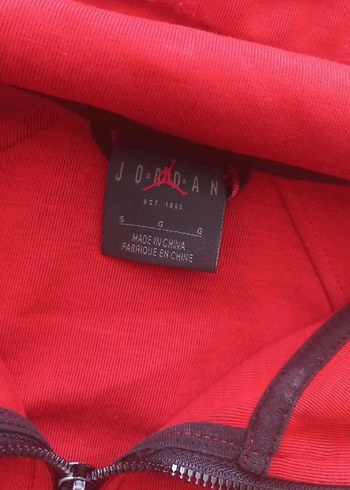 JORDAN
EST. 1985
S G G
MADE IN CHINA
FABRIQUE EN CHINE